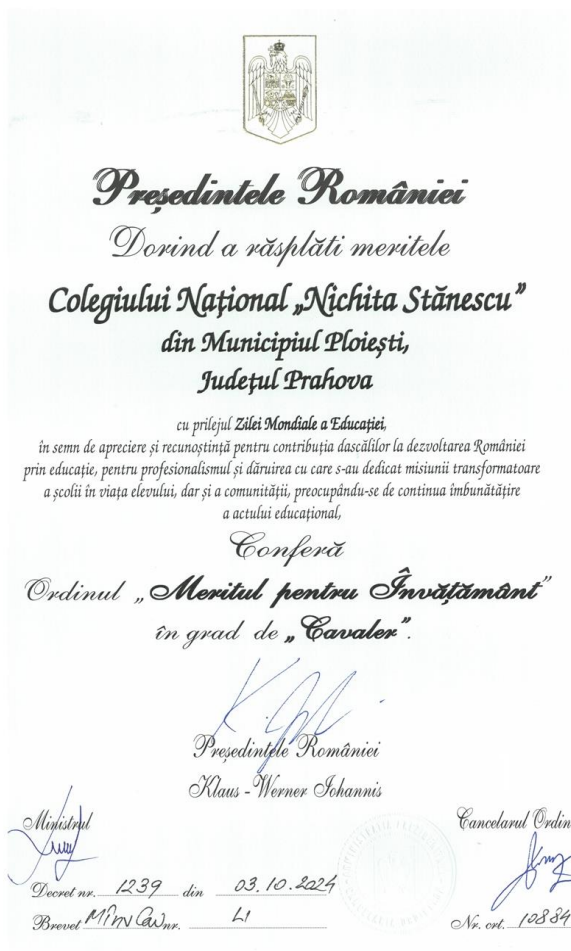 Președintele României
Dorind a răsplăti meritele
Colegiului Național „Nichita Stănescu”
din Municipiul Ploiești,
Județul Prahova
cu prilejul Zilei Mondiale a Educației,
în semn de apreciere și recunoștință pentru contribuția dascălilor la dezvoltarea României
prin educație, pentru profesionalismul și dăruirea cu care s-au dedicat misiunii transformatoare
a școlii în viața elevului, dar și a comunității, preocupându-se de continua îmbunătățire
a actului educațional,
Conferă
Ordinul „Meritul pentru Învățământ”
în grad de „Cavaler”.
Președintele României
Klaus - Werner Iohannis
Ministrul
Cancelarul Ordin
Decret nr. 1239 din 03.10.2024
Brevet MÎnv Cav nr. LI
Nr. ort. 10884